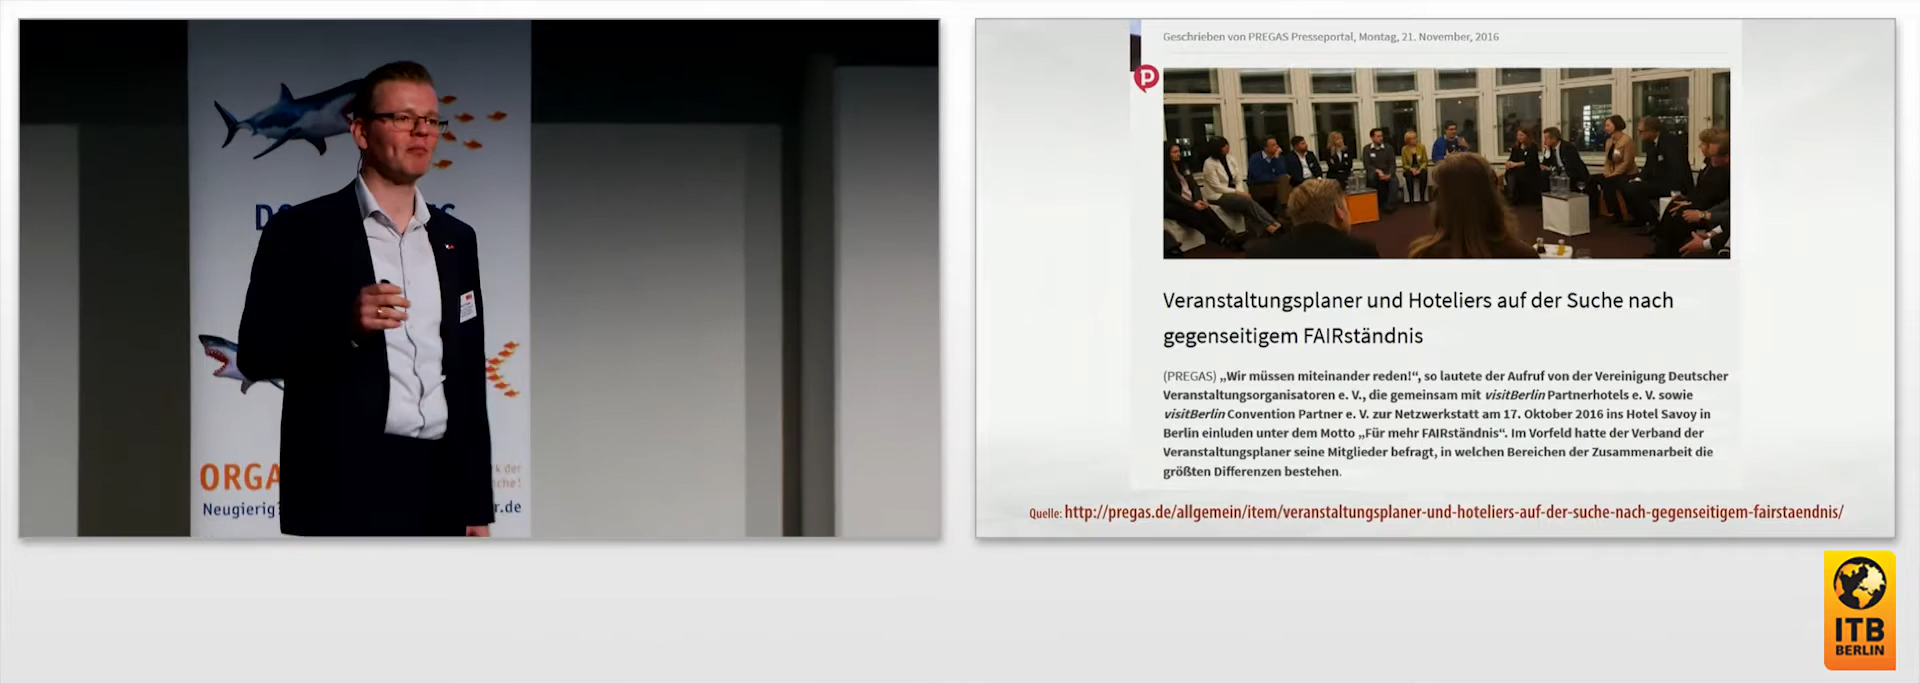 ORGA
Neugierig?
r.de
Geschrieben von PREGAS Presseportal, Montag, 21. November, 2016
P
Veranstaltungsplaner und Hoteliers auf der Suche nach
gegenseitigem FAIRständnis
(PREGAS) „Wir müssen miteinander reden!“, so lautete der Aufruf von der Vereinigung Deutscher
Veranstaltungsorganisatoren e. V., die gemeinsam mit visitBerlin Partnerhotels e. V. sowie
visitBerlin Convention Partner e. V. zur Netzwerkstatt am 17. Oktober 2016 ins Hotel Savoy in
Berlin einluden unter dem Motto „Für mehr FAIRständnis“. Im Vorfeld hatte der Verband der
Veranstaltungsplaner seine Mitglieder befragt, in welchen Bereichen der Zusammenarbeit die
größten Differenzen bestehen.
Quelle: http://pregas.de/allgemein/item/veranstaltungsplaner-und-hoteliers-auf-der-suche-nach-gegenseitigem-fairstaendnis/
ITB
BERLIN